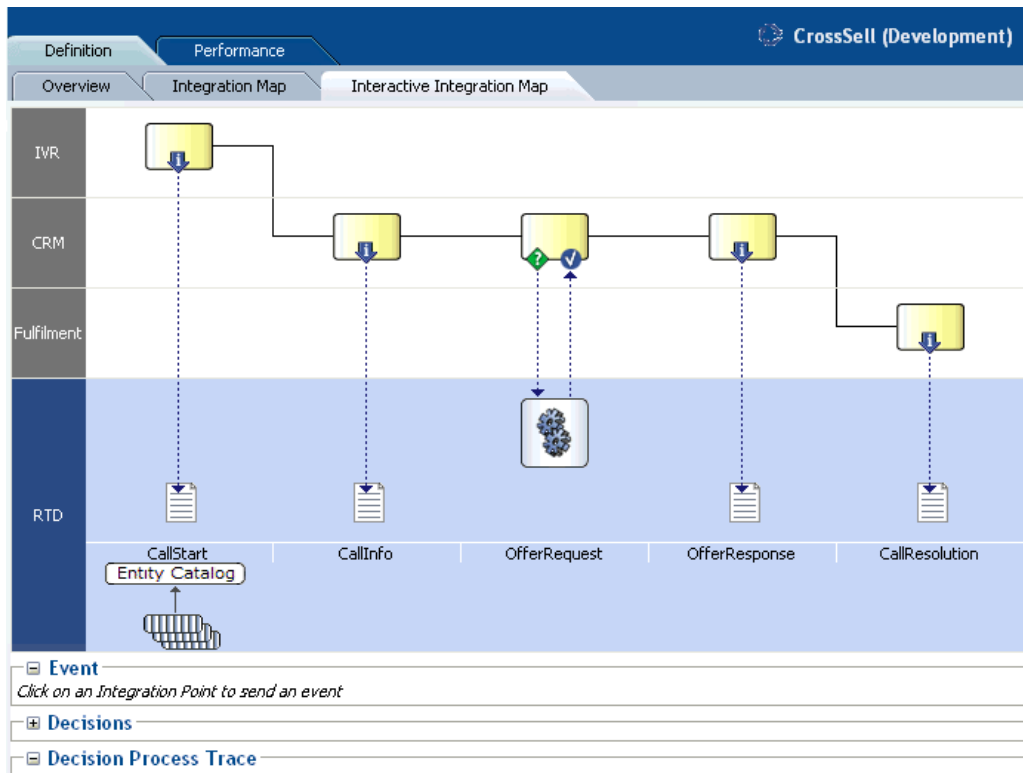 CrossSell (Development)
Definition
Performance
Overview
Integration Map
Interactive Integration Map
IVR
CRM
Fulfilment
RTD
CallStart
CallInfo
OfferRequest
OfferResponse
CallResolution
Entity Catalog
Event
Click on an Integration Point to send an event
Decisions
Decision Process Trace